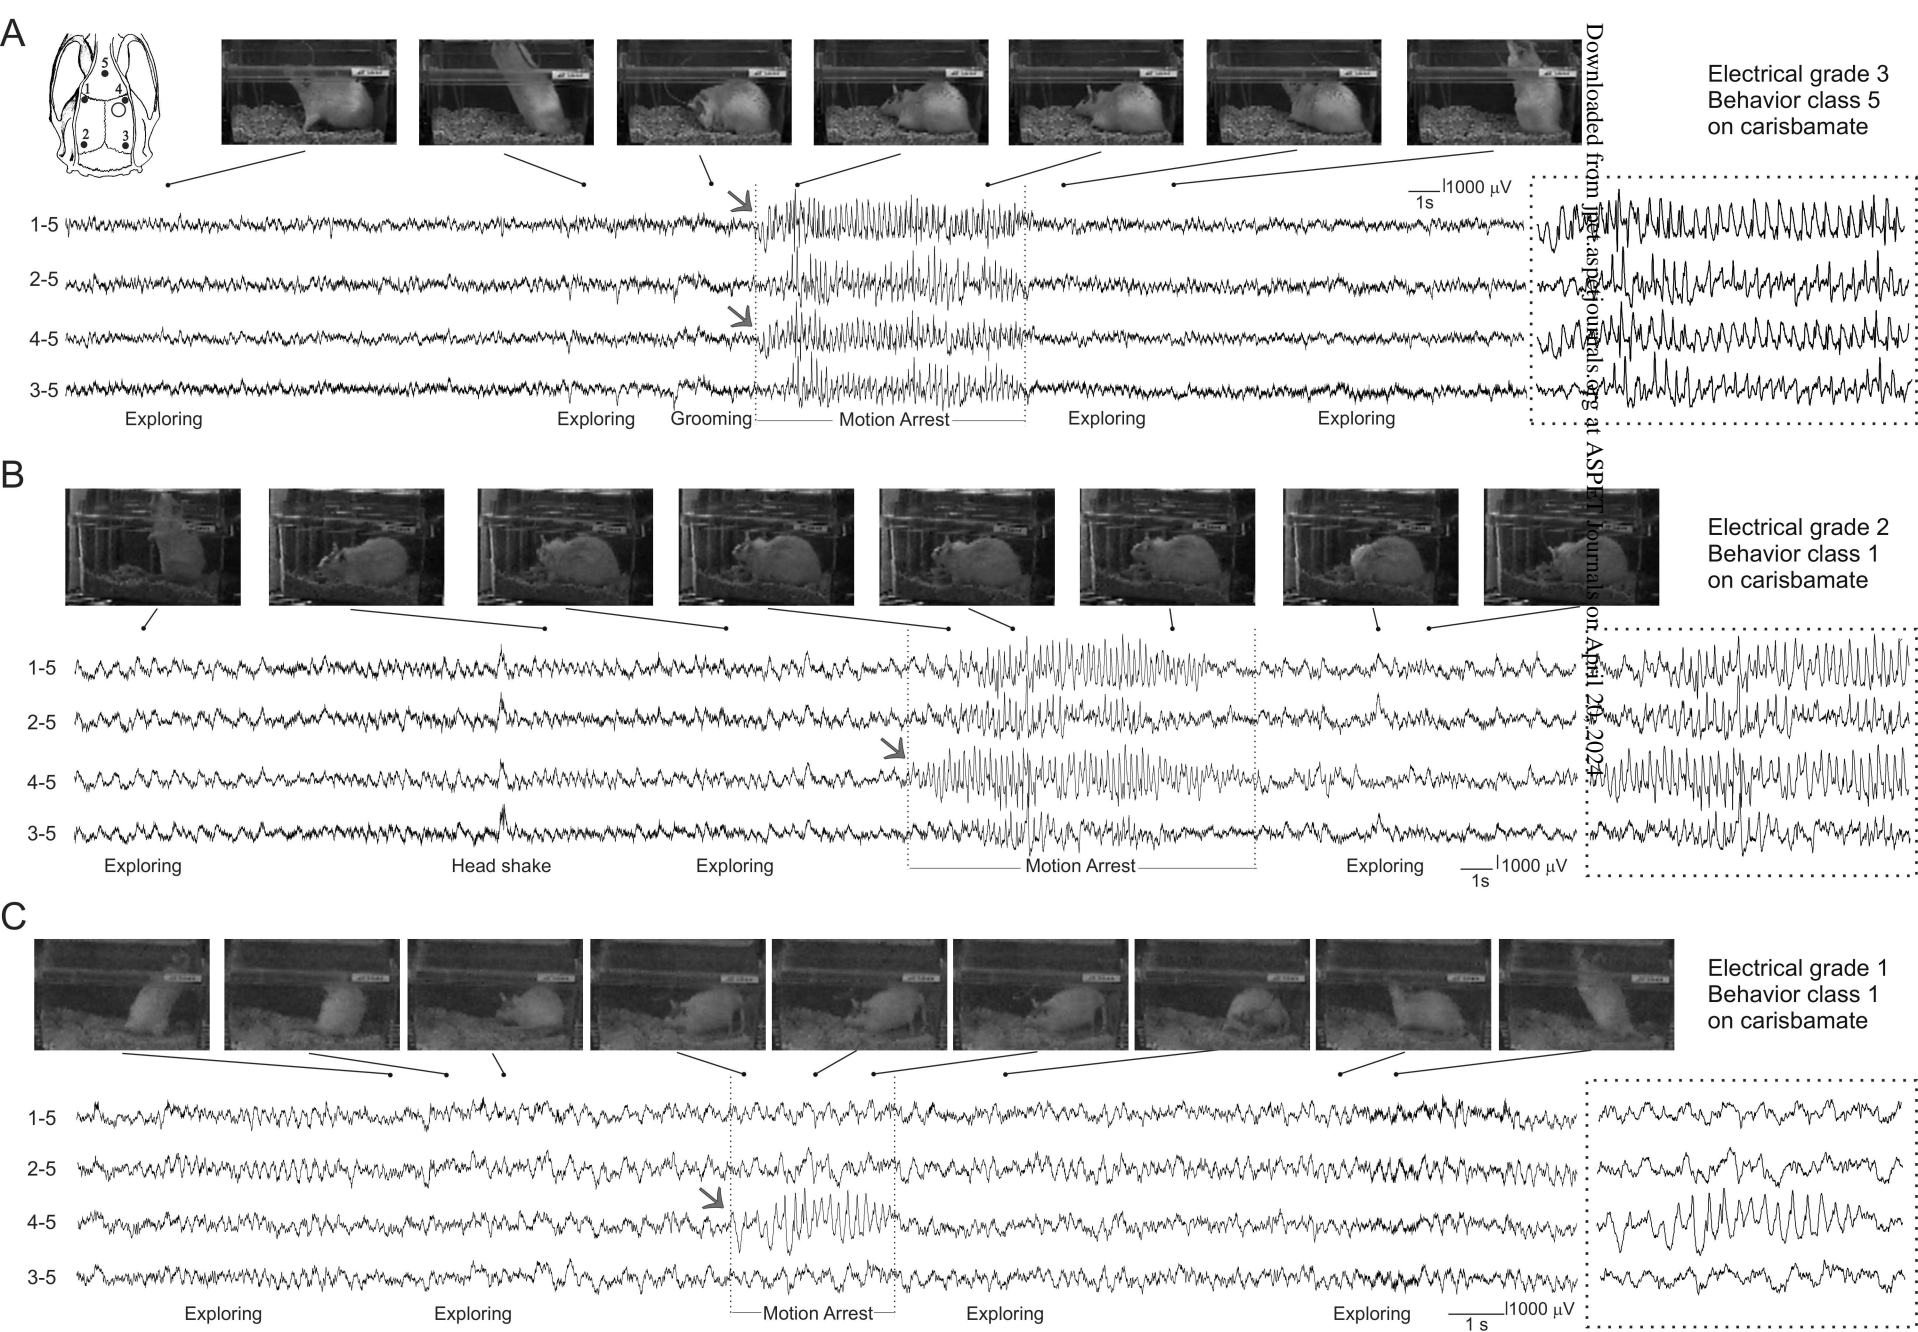 A
5
1 4
2 3
Electrical grade 3
Behavior class 5
on carisbamate
1000 µV
1s
1-5
2-5
4-5
3-5
Exploring Exploring Grooming Motion Arrest Exploring Exploring
Downloaded from jpet.aspetjournals.org at ASPET Journals on April 20, 2024
B
Electrical grade 2
Behavior class 1
on carisbamate
1-5
2-5
4-5
3-5
Exploring Head shake Exploring Motion Arrest Exploring
1000 µV
1s
C
Electrical grade 1
Behavior class 1
on carisbamate
1-5
2-5
4-5
3-5
Exploring Exploring Motion Arrest Exploring Exploring
1000 µV
1 s